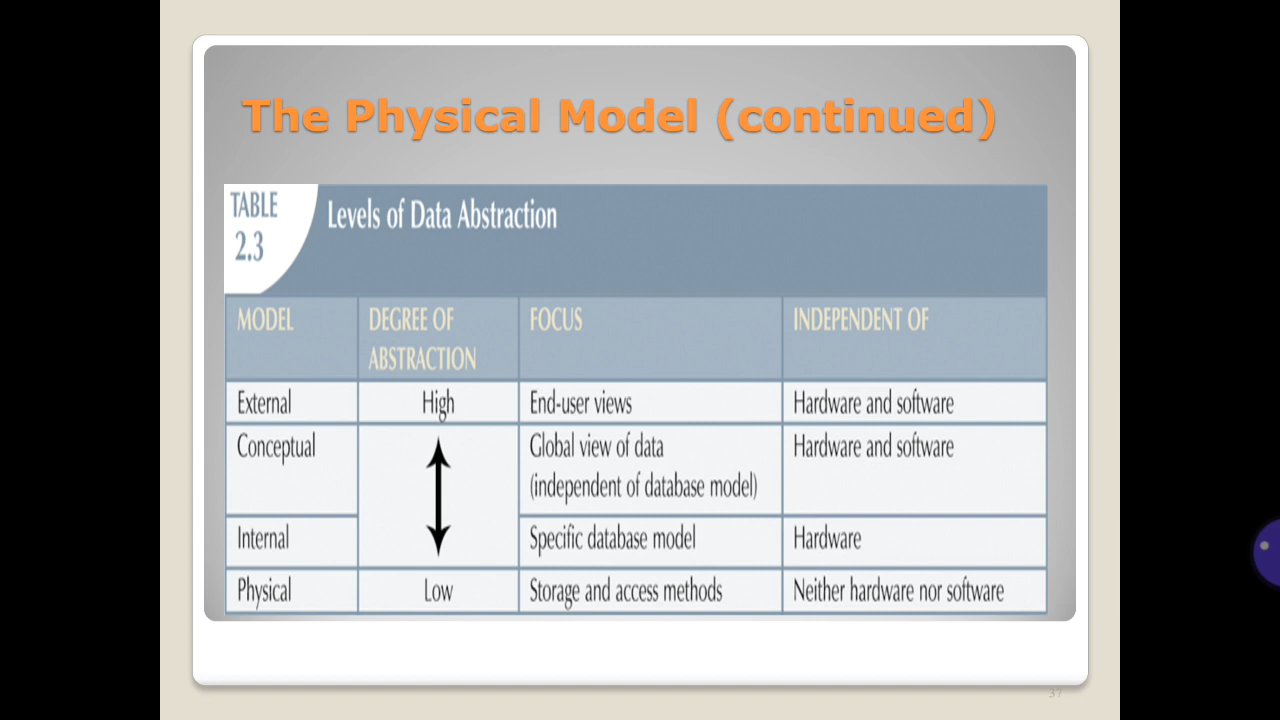 The Physical Model (continued)
TABLE
2.3
Levels of Data Abstraction
MODEL
DEGREE OF
ABSTRACTION
FOCUS
INDEPENDENT OF
External
High
End-user views
Hardware and software
Conceptual
Global view of data
(independent of database model)
Hardware and software
Internal
Specific database model
Hardware
Physical
Low
Storage and access methods
Neither hardware nor software
37